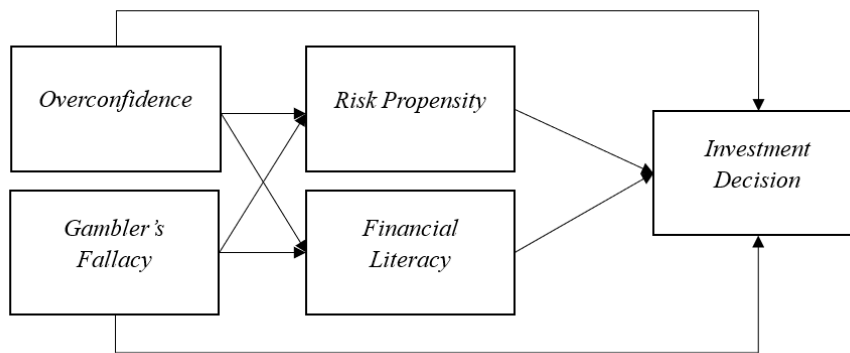 Overconfidence
Risk Propensity
Investment
Decision
Gambler’s
Fallacy
Financial
Literacy